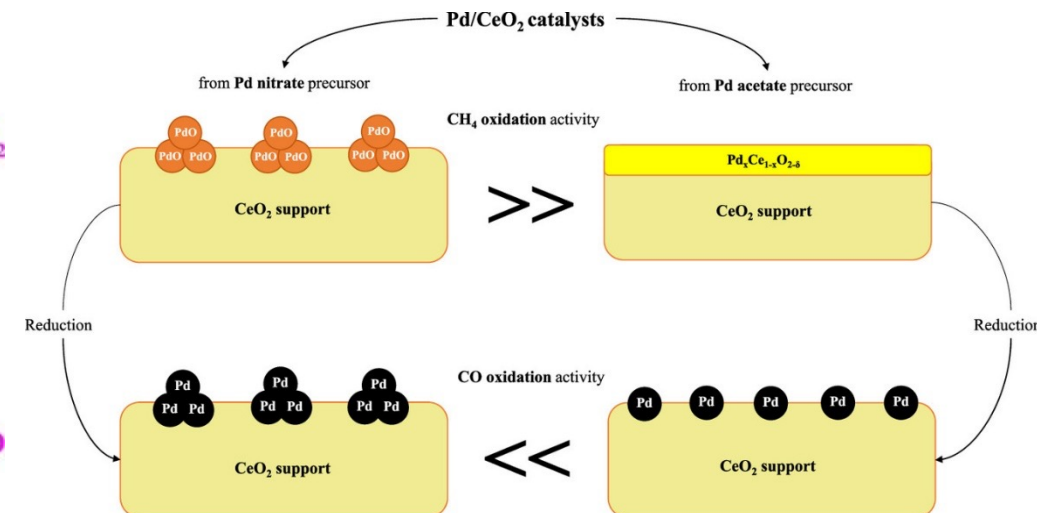 Pd/CeO₂ catalysts
from Pd nitrate precursor
from Pd acetate precursor
CH₄ oxidation activity
PdO PdO PdO
PdO PdO PdO PdO PdO PdO
PdₓCe₁₋ₓO₂₋δ
CeO₂ support
>>
CeO₂ support
Reduction
Reduction
CO oxidation activity
Pd Pd Pd
Pd Pd Pd Pd Pd Pd
Pd Pd Pd Pd Pd
CeO₂ support
<<
CeO₂ support